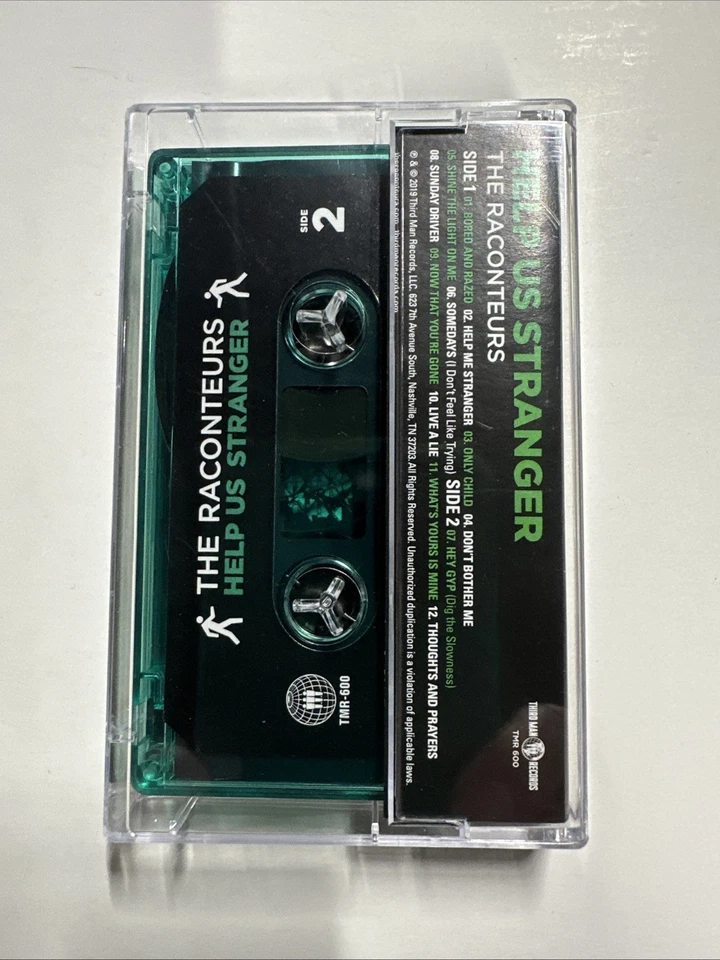 HELP US STRANGER
THE RACONTEURS
SIDE 1 01. BORED AND RAZED 02. HELP ME STRANGER 03. ONLY CHILD 04. DON'T BOTHER ME
05. SHINE THE LIGHT ON ME 06. SOMEDAYS (I Don't Feel Like Trying) SIDE 2 07. HEY GYP (Dig the Slowness)
08. SUNDAY DRIVER 09. NOW THAT YOU'RE GONE 10. LIVE A LIE 11. WHAT'S YOURS IS MINE 12. THOUGHTS AND PRAYERS
℗ & © 2019 Third Man Records, LLC. 623 7th Avenue South, Nashville, TN 37203. All Rights Reserved. Unauthorized duplication is a violation of applicable laws.
theraconteurs.com thirdmanrecords.com
THIRD MAN RECORDS
TMR 600
SIDE
2
THE RACONTEURS
HELP US STRANGER
TMR-600